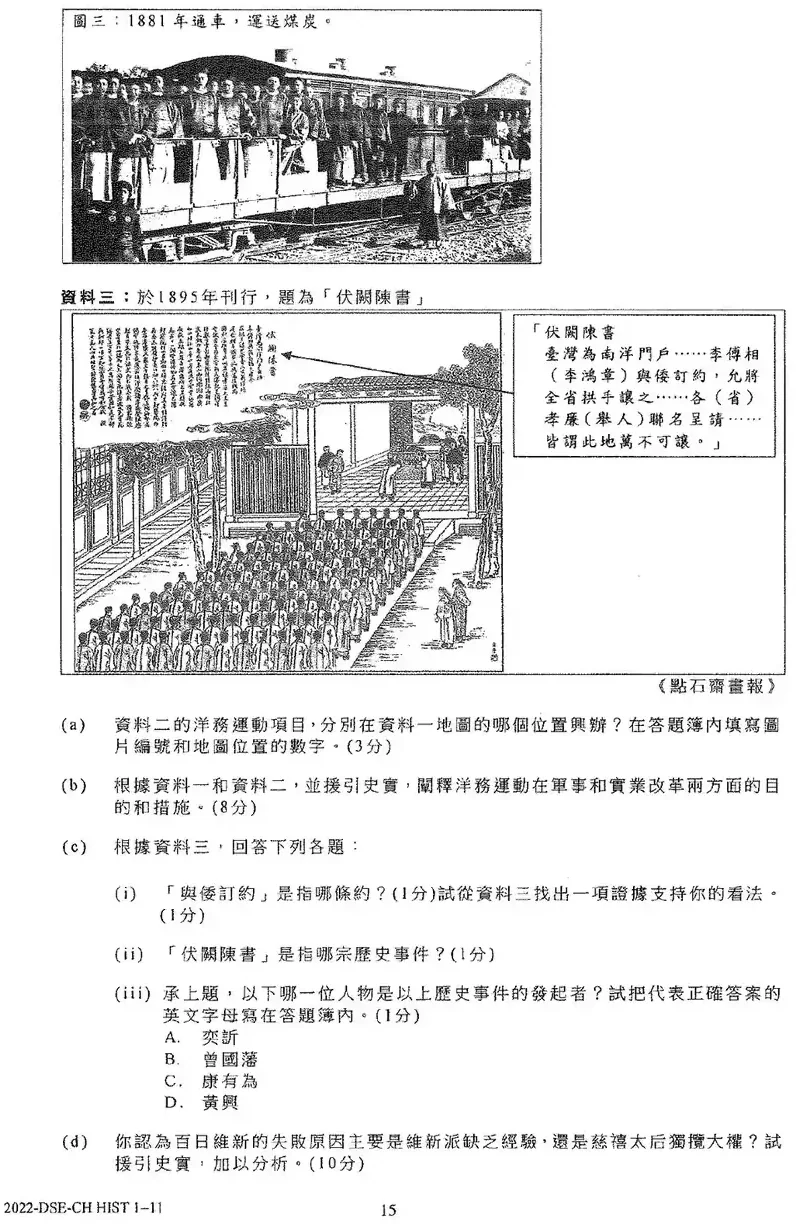 圖三：1881年通車，運送煤炭。
資料三：於1895年刊行，題為「伏闕陳書」
伏闕陳書
「伏闕陳書
臺灣為南洋門戶……李傅相
（李鴻章）與倭訂約，允將
全省拱手讓之……各（省）
孝廉（舉人）聯名呈請……
皆謂此地萬不可讓。」
《點石齋畫報》
(a) 資料二的洋務運動項目，分別在資料一地圖的哪個位置興辦？在答題簿內填寫圖
片編號和地圖位置的數字。(3分)
(b) 根據資料一和資料二，並援引史實，闡釋洋務運動在軍事和實業改革兩方面的目
的和措施。(8分)
(c) 根據資料三，回答下列各題：
(i) 「與倭訂約」是指哪條約？(1分)試從資料三找出一項證據支持你的看法。
(1分)
(ii) 「伏闕陳書」是指哪宗歷史事件？(1分)
(iii) 承上題，以下哪一位人物是以上歷史事件的發起者？試把代表正確答案的
英文字母寫在答題簿內。(1分)
A. 奕訢
B. 曾國藩
C. 康有為
D. 黃興
(d) 你認為百日維新的失敗原因主要是維新派缺乏經驗，還是慈禧太后獨攬大權？試
援引史實，加以分析。(10分)
2022-DSE-CH HIST 1-11
15